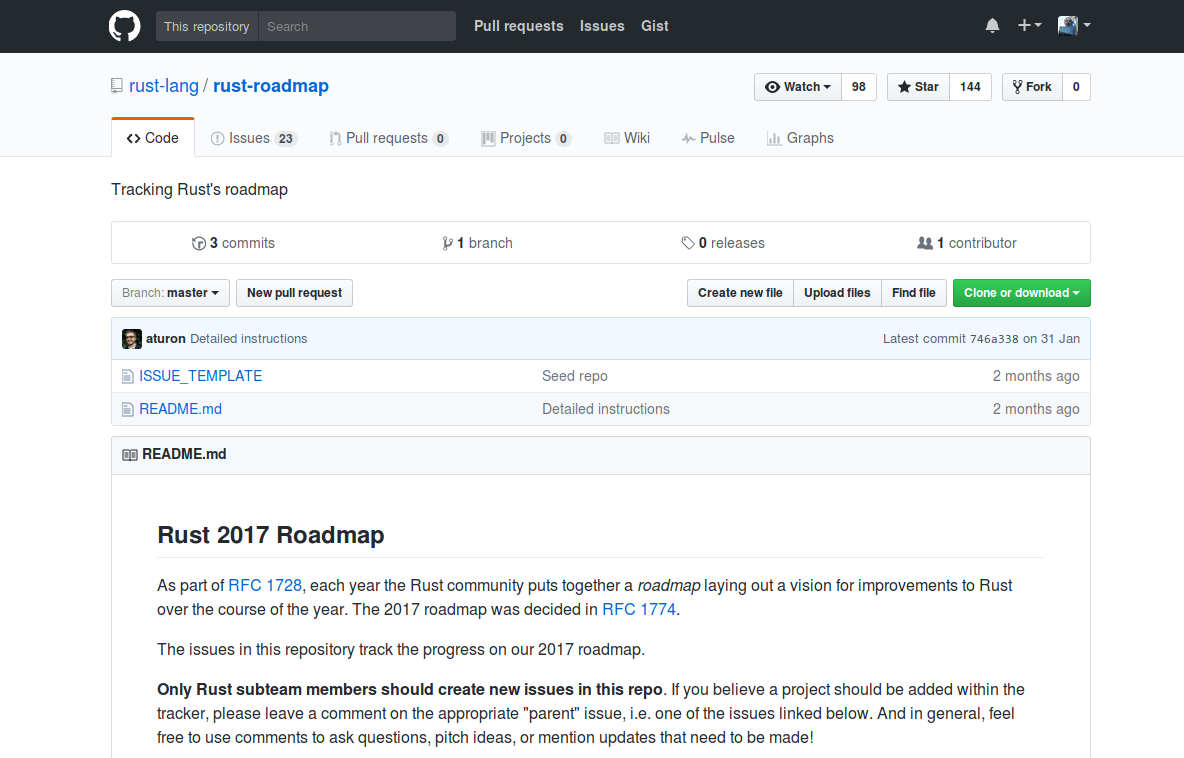 This repository Search Pull requests Issues Gist
rust-lang / rust-roadmap Watch 98 Star 144 Fork 0
Code Issues 23 Pull requests 0 Projects 0 Wiki Pulse Graphs
Tracking Rust's roadmap
3 commits 1 branch 0 releases 1 contributor
Branch: master New pull request Create new file Upload files Find file Clone or download
aturon Detailed instructions Latest commit 746a338 on 31 Jan
ISSUE_TEMPLATE Seed repo 2 months ago
README.md Detailed instructions 2 months ago
README.md
Rust 2017 Roadmap
As part of RFC 1728, each year the Rust community puts together a roadmap laying out a vision for improvements to Rust
over the course of the year. The 2017 roadmap was decided in RFC 1774.
The issues in this repository track the progress on our 2017 roadmap.
Only Rust subteam members should create new issues in this repo. If you believe a project should be added within the
tracker, please leave a comment on the appropriate "parent" issue, i.e. one of the issues linked below. And in general, feel
free to use comments to ask questions, pitch ideas, or mention updates that need to be made!